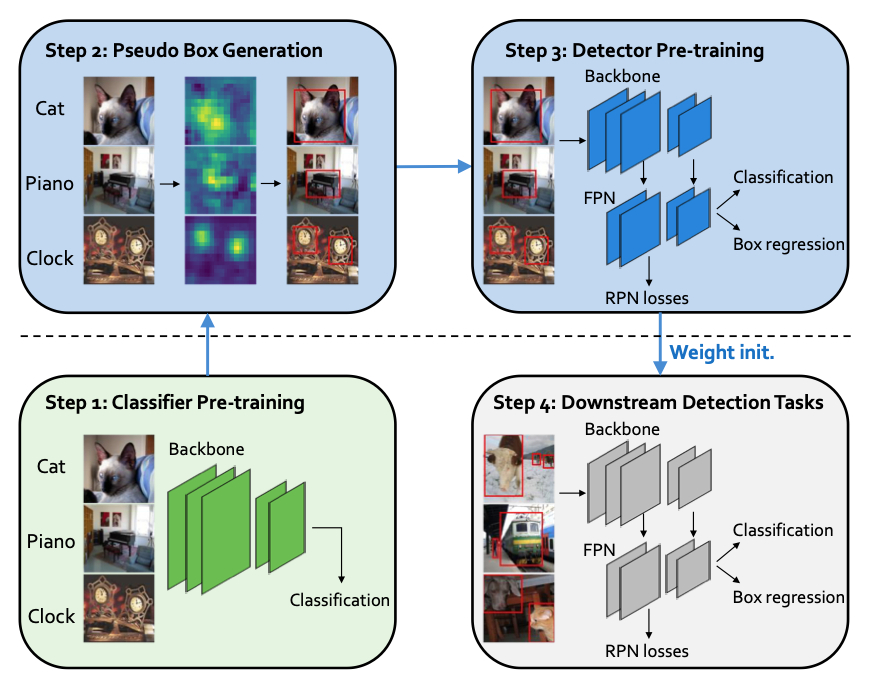 Step 2: Pseudo Box Generation
Cat
Piano
Clock
Step 3: Detector Pre-training
Backbone
FPN
Classification
Box regression
RPN losses
Weight init.
Step 1: Classifier Pre-training
Cat
Backbone
Piano
Clock
Classification
Step 4: Downstream Detection Tasks
Backbone
FPN
Classification
Box regression
RPN losses